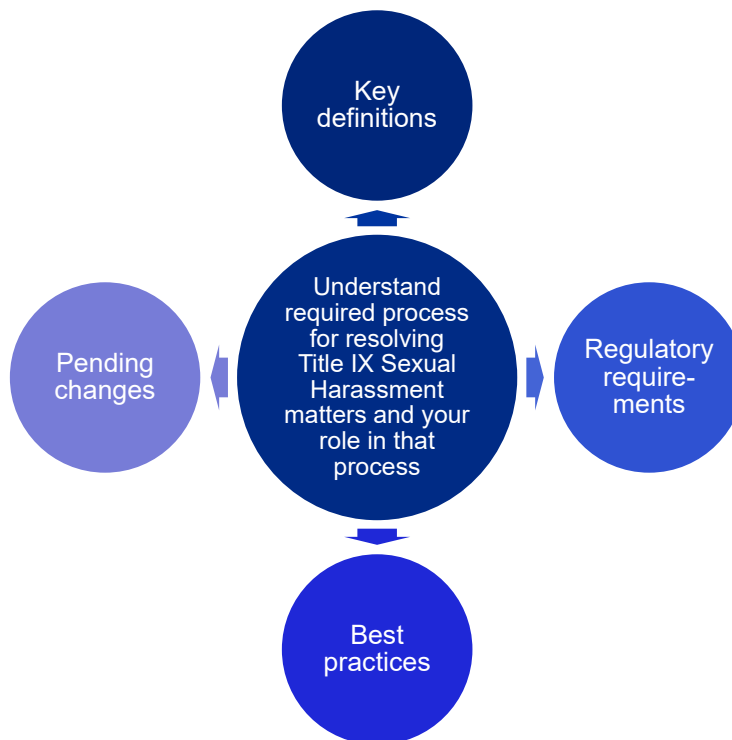 Key
definitions
Understand
required process
for resolving
Title IX Sexual
Harassment
matters and your
role in that
process
Pending
changes
Regulatory
require-
ments
Best
practices